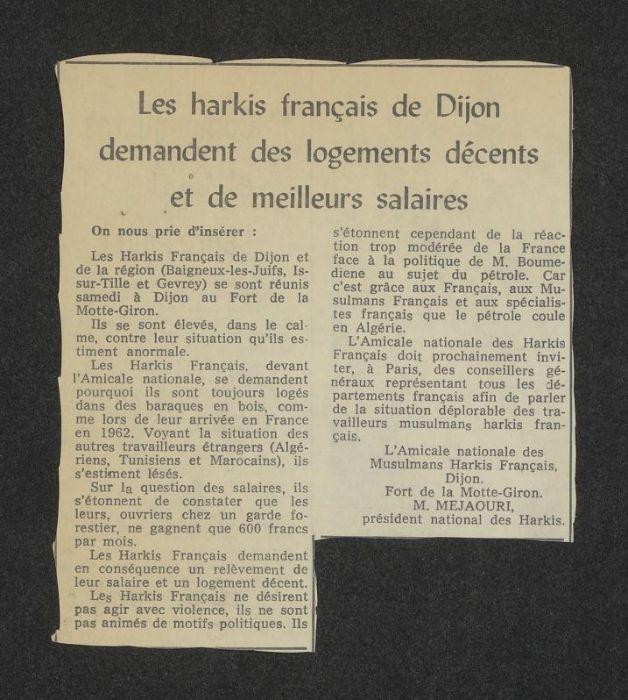 Les harkis français de Dijon
demandent des logements décents
et de meilleurs salaires
On nous prie d'insérer :
Les Harkis Français de Dijon et
de la région (Baigneux-les-Juifs, Is-
sur-Tille et Gevrey) se sont réunis
samedi à Dijon au Fort de la
Motte-Giron.
Ils se sont élevés, dans le cal-
me, contre leur situation qu'ils es-
timent anormale.
Les Harkis Français, devant
l'Amicale nationale, se demandent
pourquoi ils sont toujours logés
dans des baraques en bois, com-
me lors de leur arrivée en France
en 1962. Voyant la situation des
autres travailleurs étrangers (Algé-
riens, Tunisiens et Marocains), ils
s'estiment lésés.
Sur la question des salaires, ils
s'étonnent de constater que les
leurs, ouvriers chez un garde fo-
restier, ne gagnent que 600 francs
par mois.
Les Harkis Français demandent
en conséquence un relèvement de
leur salaire et un logement décent.
Les Harkis Français ne désirent
pas agir avec violence, ils ne sont
pas animés de motifs politiques. Ils
s'étonnent cependant de la réac-
tion trop modérée de la France
face à la politique de M. Boume-
diene au sujet du pétrole. Car
c'est grâce aux Français, aux Mu-
sulmans Français et aux spécialis-
tes français que le pétrole coule
en Algérie.
L'Amicale nationale des Harkis
Français doit prochainement invi-
ter, à Paris, des conseillers gé-
néraux représentant tous les dé-
partements français afin de parler
de la situation déplorable des tra-
vailleurs musulmans harkis fran-
çais.
L'Amicale nationale des
Musulmans Harkis Français,
Dijon.
Fort de la Motte-Giron.
M. MEJAOURI,
président national des Harkis.